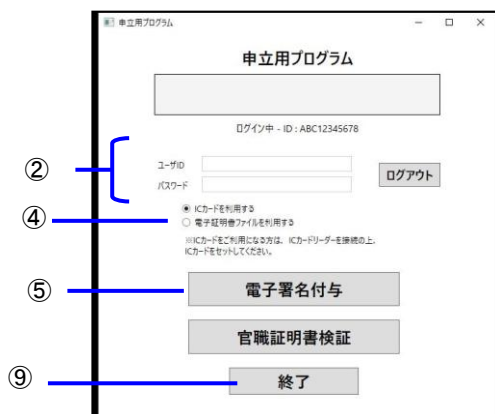 申立用プログラム
申立用プログラム
ログイン中 - ID : ABC12345678
②
ユーザID
パスワード
ログアウト
ICカードを利用する
④
電子証明書ファイルを利用する
※ICカードをご利用になる方は、ICカードリーダーを接続の上、
ICカードをセットしてください。
⑤
電子署名付与
官職証明書検証
⑨
終了